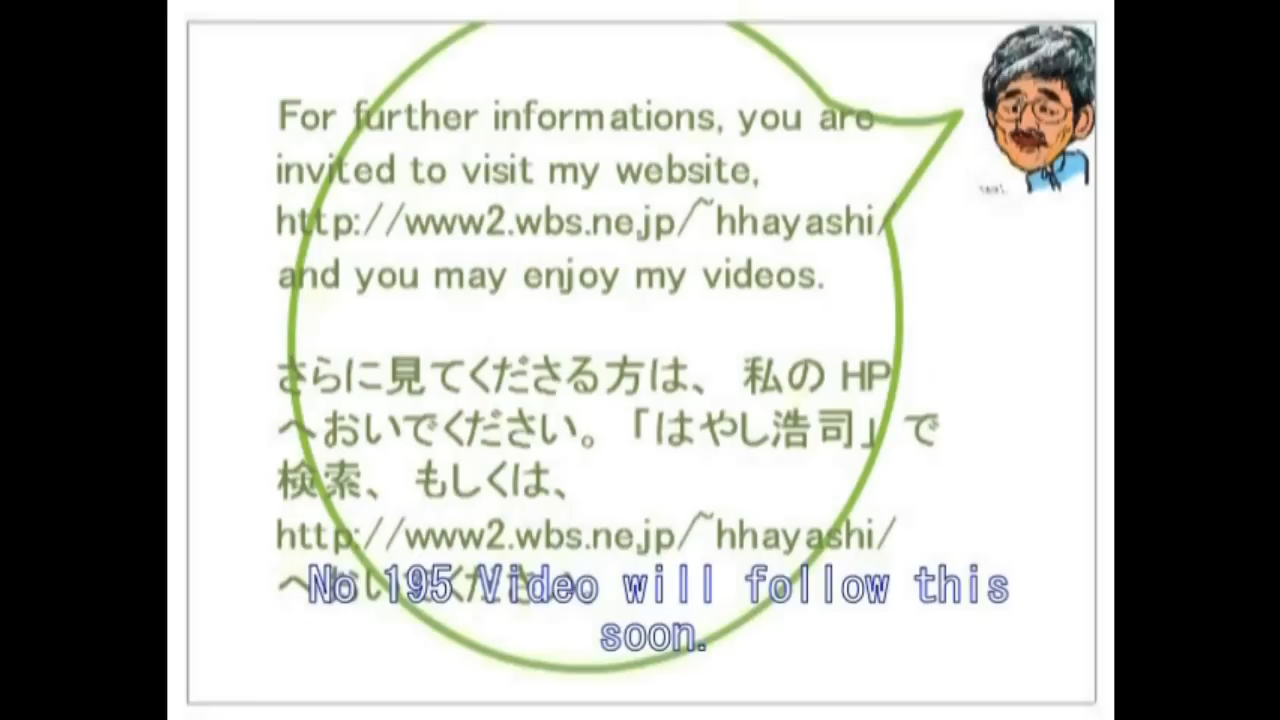 For further informations, you are
invited to visit my website,
http://www2.wbs.ne.jp/~hhayashi/
and you may enjoy my videos.
さらに見てくださる方は、 私の HP
へおいでください。「はやし浩司」で
検索、 もしくは、
http://www2.wbs.ne.jp/~hhayashi/
No 195 Video will follow this
soon.